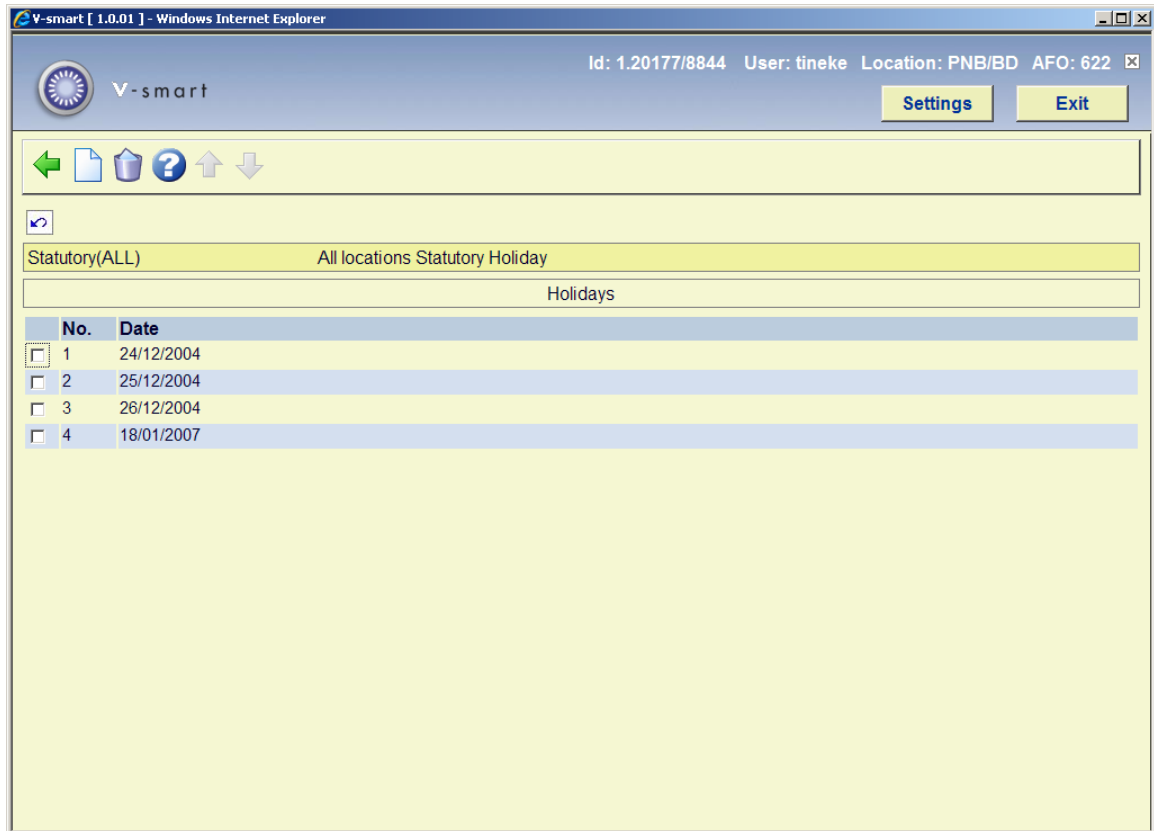 V-smart [ 1.0.01 ] - Windows Internet Explorer
Id: 1.20177/8844 User: tineke Location: PNB/BD AFO: 622
V-smart
Settings Exit
Statutory(ALL) All locations Statutory Holiday
Holidays
No. Date
1 24/12/2004
2 25/12/2004
3 26/12/2004
4 18/01/2007